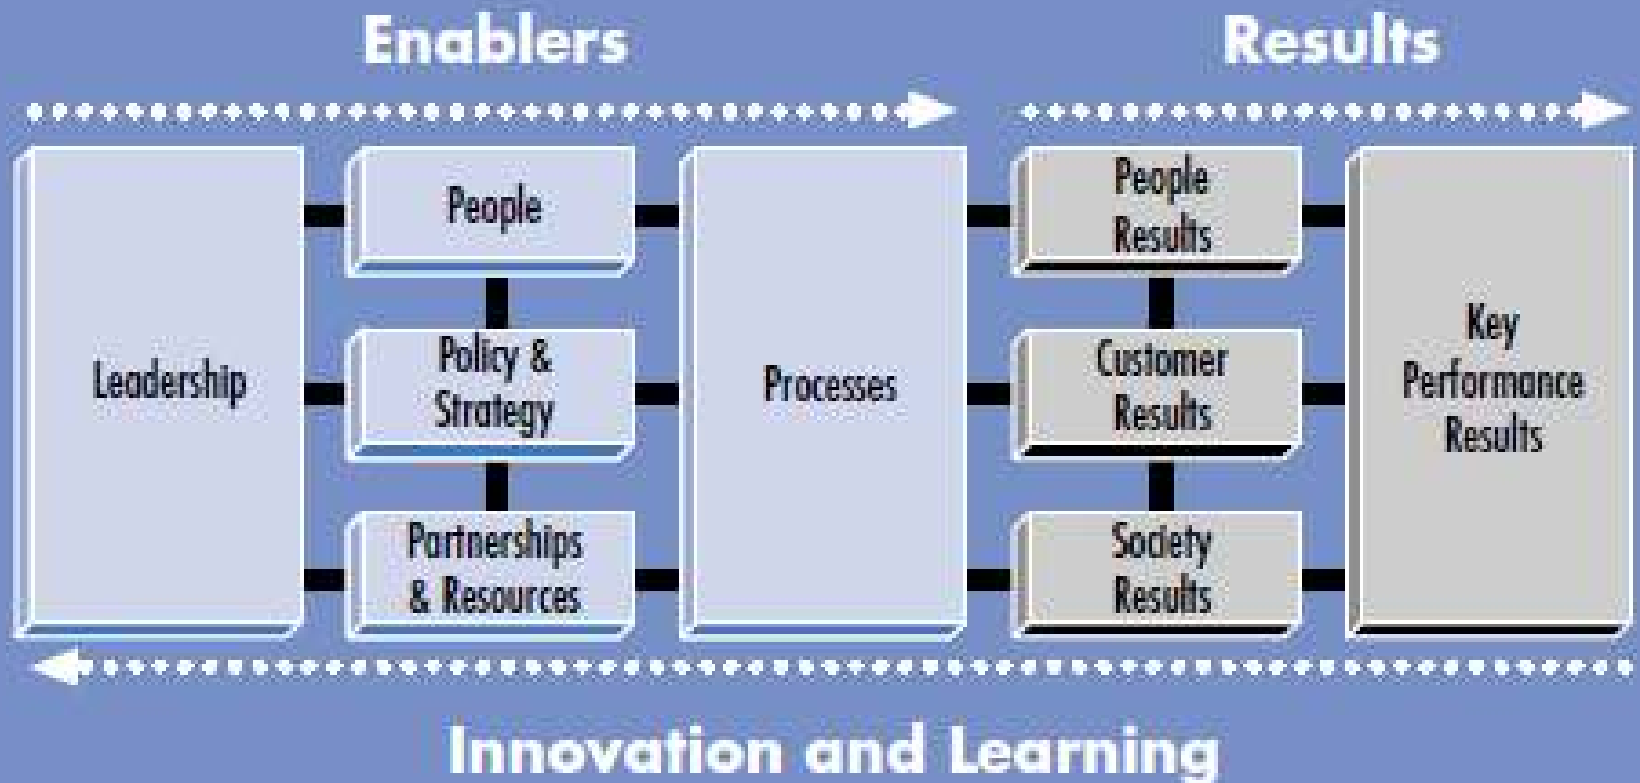 Enablers
Results
Leadership
People
Policy &
Strategy
Partnerships
& Resources
Processes
People
Results
Customer
Results
Society
Results
Key
Performance
Results
Innovation and Learning